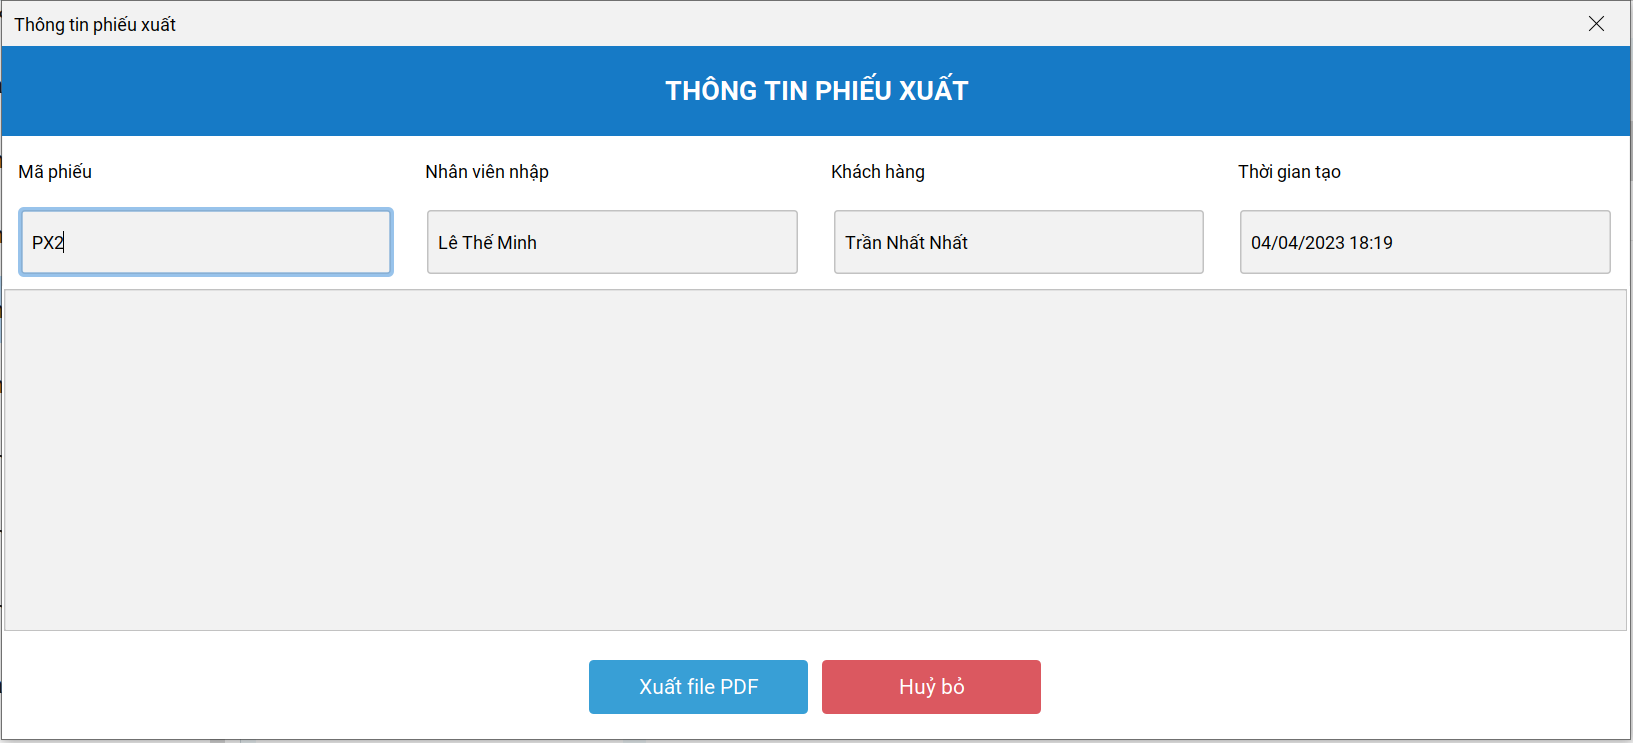 Thông tin phiếu xuất
THÔNG TIN PHIẾU XUẤT
Mã phiếu
Nhân viên nhập
Khách hàng
Thời gian tạo
PX2
Lê Thế Minh
Trần Nhất Nhất
04/04/2023 18:19
Xuất file PDF
Huỷ bỏ